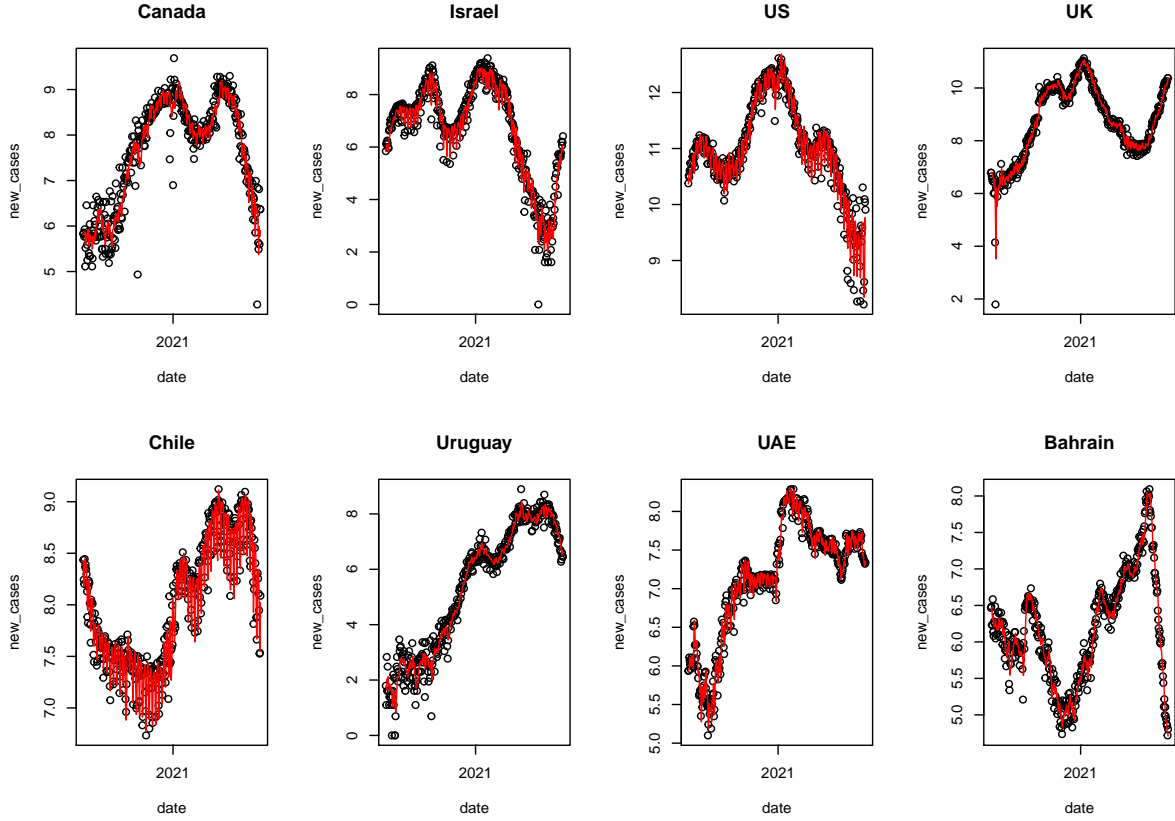 Canada
Israel
US
UK
new_cases
5 6 7 8 9
2021
date
new_cases
0 2 4 6 8
2021
date
new_cases
9 10 11 12
2021
date
new_cases
2 4 6 8 10
2021
date
Chile
Uruguay
UAE
Bahrain
new_cases
7.0 7.5 8.0 8.5 9.0
2021
date
new_cases
0 2 4 6 8
2021
date
new_cases
5.0 5.5 6.0 6.5 7.0 7.5 8.0
2021
date
new_cases
5.0 5.5 6.0 6.5 7.0 7.5 8.0
2021
date